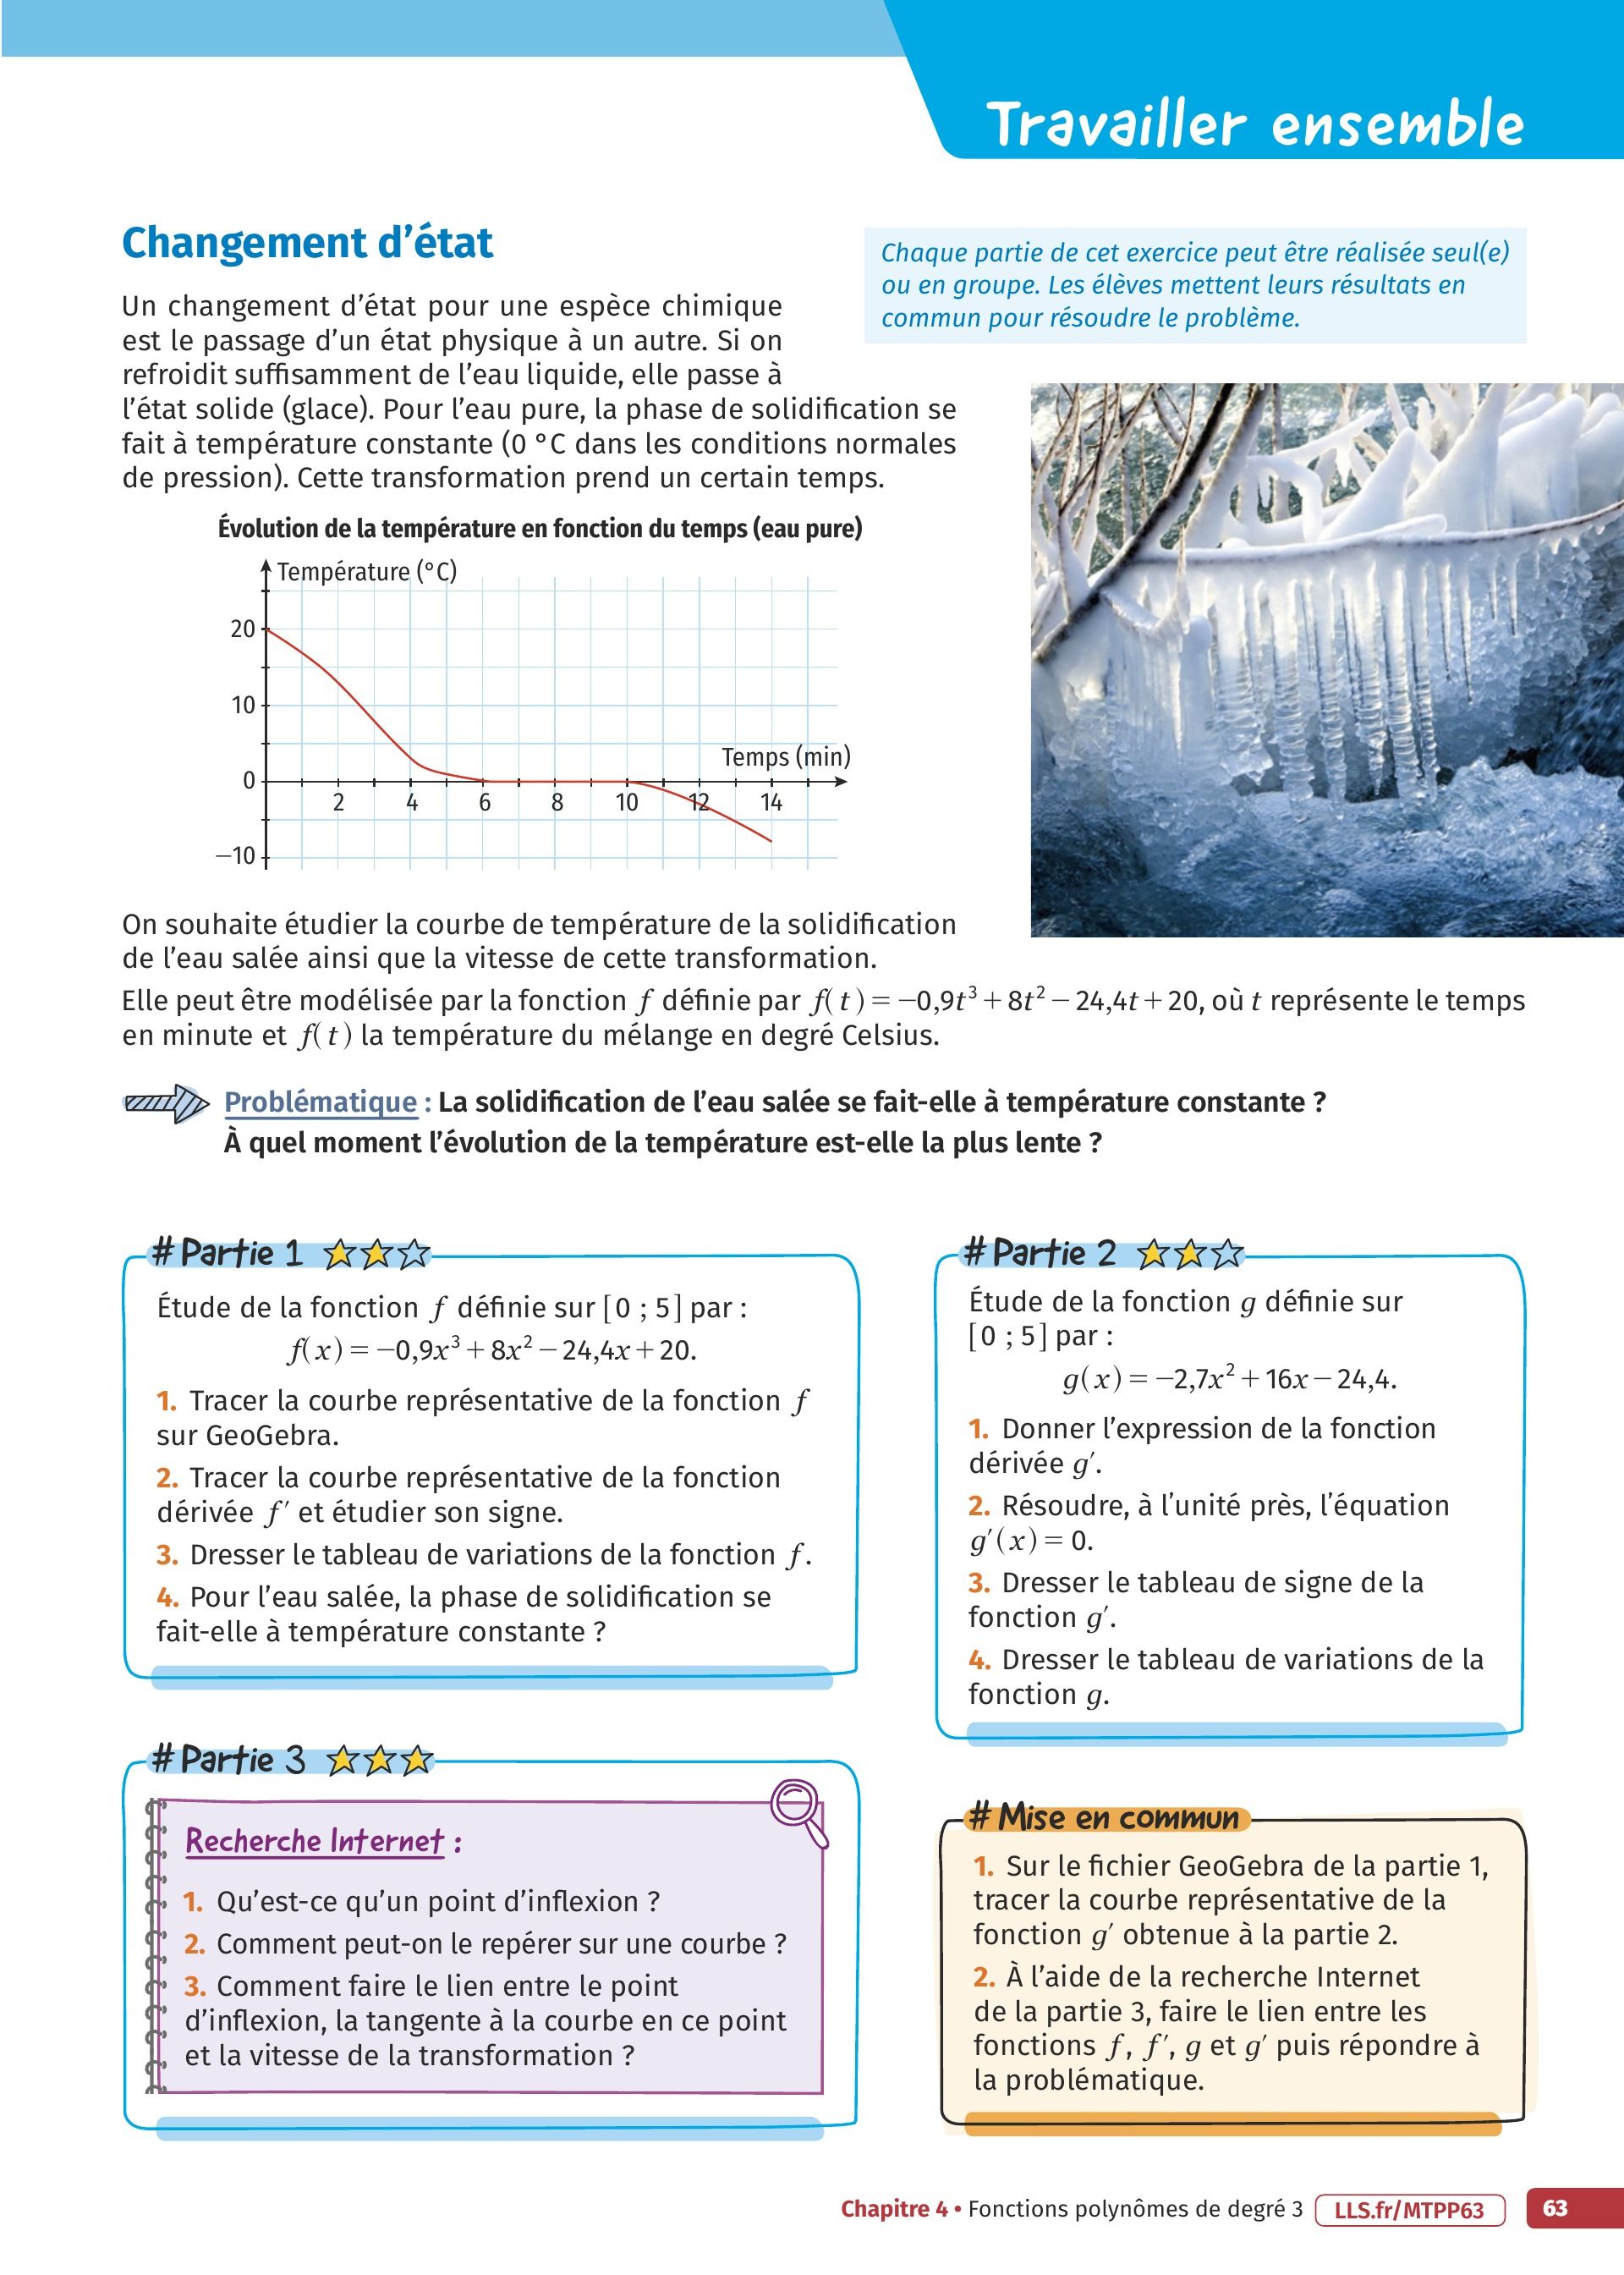 Travailler ensemble
Changement d’état
Chaque partie de cet exercice peut être réalisée seul(e)
ou en groupe. Les élèves mettent leurs résultats en
commun pour résoudre le problème.
Un changement d’état pour une espèce chimique
est le passage d’un état physique à un autre. Si on
refroidit suffisamment de l’eau liquide, elle passe à
l’état solide (glace). Pour l’eau pure, la phase de solidification se
fait à température constante (0 °C dans les conditions normales
de pression). Cette transformation prend un certain temps.
Évolution de la température en fonction du temps (eau pure)
Température (°C)
20
10
Temps (min)
0
2 4 6 8 10 12 14
−10
On souhaite étudier la courbe de température de la solidification
de l’eau salée ainsi que la vitesse de cette transformation.
Elle peut être modélisée par la fonction f définie par f(t) = −0,9t³ + 8t² − 24,4t + 20, où t représente le temps
en minute et f(t) la température du mélange en degré Celsius.
Problématique : La solidification de l’eau salée se fait-elle à température constante ?
À quel moment l’évolution de la température est-elle la plus lente ?
# Partie 1
Étude de la fonction f définie sur [0 ; 5] par :
f(x) = −0,9x³ + 8x² − 24,4x + 20.
1. Tracer la courbe représentative de la fonction f
sur GeoGebra.
2. Tracer la courbe représentative de la fonction
dérivée f′ et étudier son signe.
3. Dresser le tableau de variations de la fonction f.
4. Pour l’eau salée, la phase de solidification se
fait-elle à température constante ?
# Partie 2
Étude de la fonction g définie sur
[0 ; 5] par :
g(x) = −2,7x² + 16x − 24,4.
1. Donner l’expression de la fonction
dérivée g′.
2. Résoudre, à l’unité près, l’équation
g′(x) = 0.
3. Dresser le tableau de signe de la
fonction g′.
4. Dresser le tableau de variations de la
fonction g.
# Partie 3
Recherche Internet :
1. Qu’est-ce qu’un point d’inflexion ?
2. Comment peut-on le repérer sur une courbe ?
3. Comment faire le lien entre le point
d’inflexion, la tangente à la courbe en ce point
et la vitesse de la transformation ?
# Mise en commun
1. Sur le fichier GeoGebra de la partie 1,
tracer la courbe représentative de la
fonction g′ obtenue à la partie 2.
2. À l’aide de la recherche Internet
de la partie 3, faire le lien entre les
fonctions f, f′, g et g′ puis répondre à
la problématique.
Chapitre 4 • Fonctions polynômes de degré 3 LLS.fr/MTPP63 63